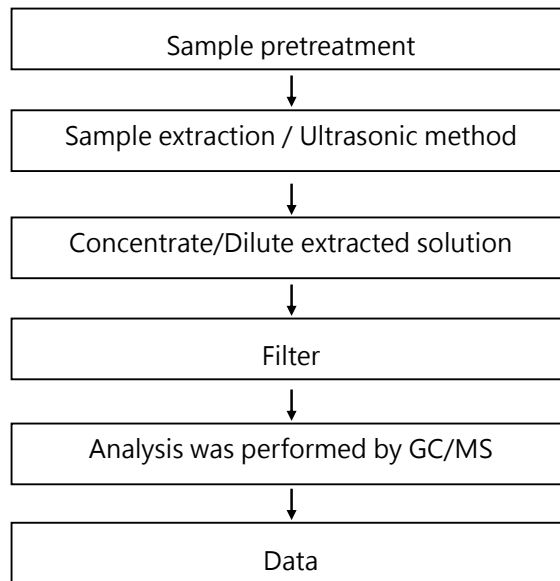 Sample pretreatment
Sample extraction / Ultrasonic method
Concentrate/Dilute extracted solution
Filter
Analysis was performed by GC/MS
Data